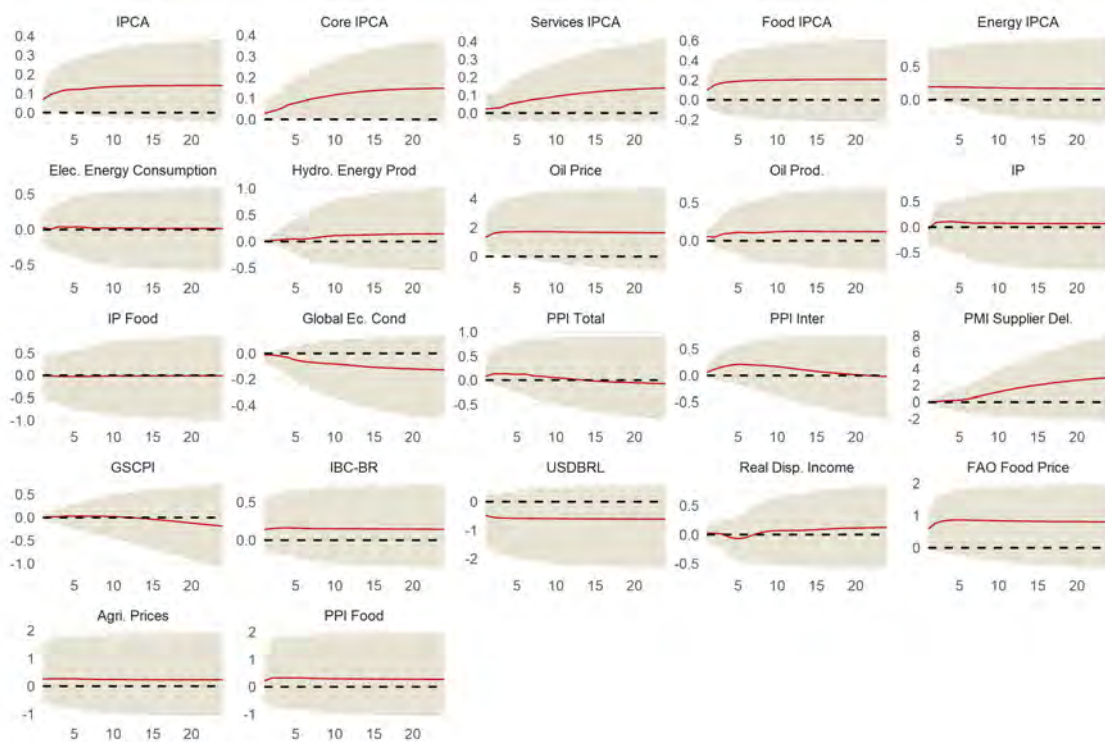 IPCA Core IPCA Services IPCA Food IPCA Energy IPCA
0.4 0.4 0.4 0.6
0.3 0.3 0.3 0.4 0.5
0.2 0.2 0.2 0.2
0.1 0.1 0.1 0.0 0.0
0.0 0.0 0.0 -0.2
5 10 15 20 5 10 15 20 5 10 15 20 5 10 15 20 5 10 15 20
Elec. Energy Consumption Hydro. Energy Prod Oil Price Oil Prod. IP
0.5 1.0 4 0.5 0.5
0.0 0.5 2 0.0 0.0
-0.5 0.0 0 -0.5
-0.5
5 10 15 20 5 10 15 20 5 10 15 20 5 10 15 20 5 10 15 20
IP Food Global Ec. Cond PPI Total PPI Inter PMI Supplier Del.
0.5 0.0 1.0 0.5 8
0.0 -0.2 0.5 0.0 6
-0.5 -0.4 0.0 -0.5 4
-1.0 -0.5 2
0
-2
5 10 15 20 5 10 15 20 5 10 15 20 5 10 15 20 5 10 15 20
GSCPI IBC-BR USDBRL Real Disp. Income FAO Food Price
0.5 0.5 0 0.5 2
0.0 0.0 -1 0.0 1
-0.5 -2 -0.5 0
-1.0
5 10 15 20 5 10 15 20 5 10 15 20 5 10 15 20 5 10 15 20
Agri. Prices PPI Food
2 2
1 1
0 0
-1 -1
5 10 15 20 5 10 15 20